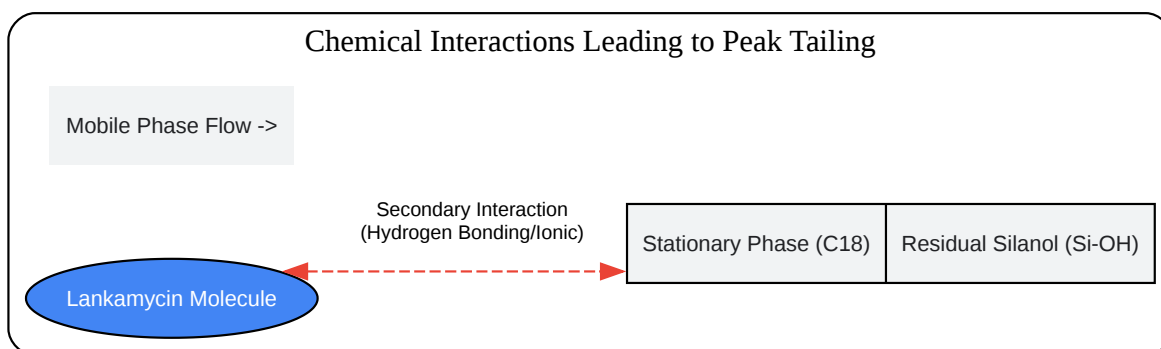 Chemical Interactions Leading to Peak Tailing
Mobile Phase Flow ->
Secondary Interaction
(Hydrogen Bonding/Ionic)
Stationary Phase (C18)
Residual Silanol (Si-OH)
Lankamycin Molecule